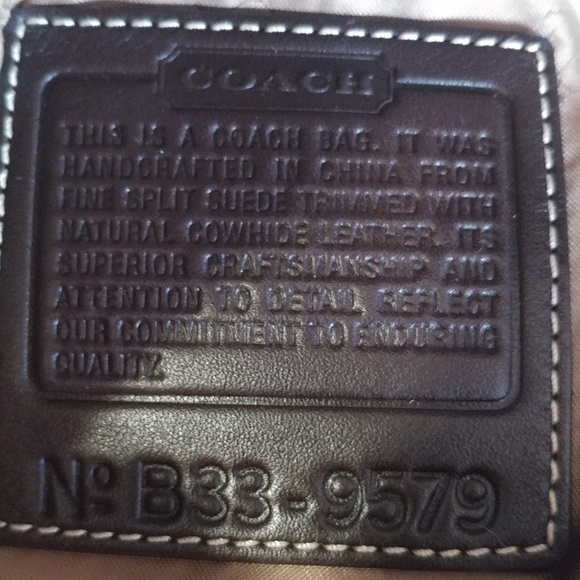 COACH
THIS IS A COACH BAG. IT WAS
HANDCRAFTED IN CHINA FROM
FINE SPLIT SUEDE TRIMMED WITH
NATURAL COWHIDE LEATHER. ITS
SUPERIOR CRAFTSMANSHIP AND
ATTENTION TO DETAIL REFLECT
OUR COMMITMENT TO ENDURING
QUALITY.
Nº B33-9579